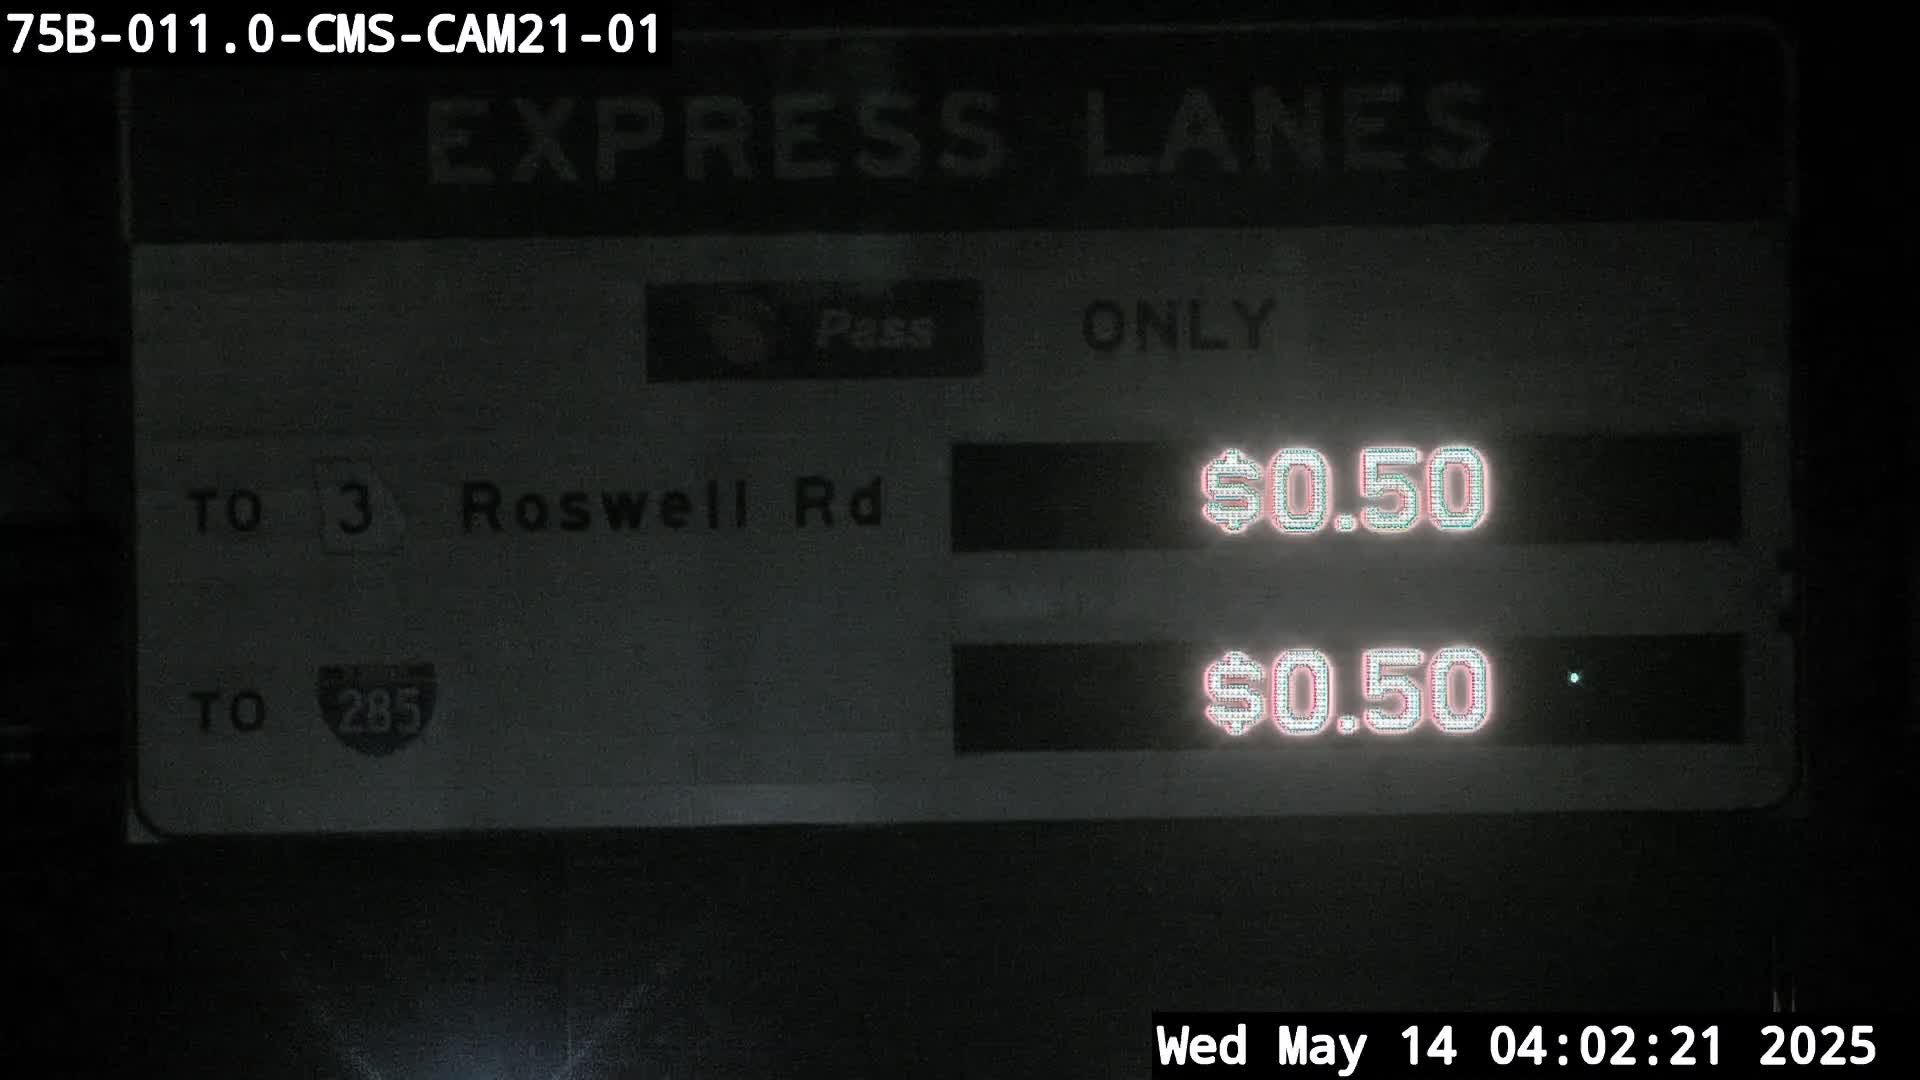 75B-011.0-CMS-CAM21-01
EXPRESS LANES
Pass ONLY
TO 3 Roswell Rd $0.50
TO 285 $0.50
Wed May 14 04:02:21 2025